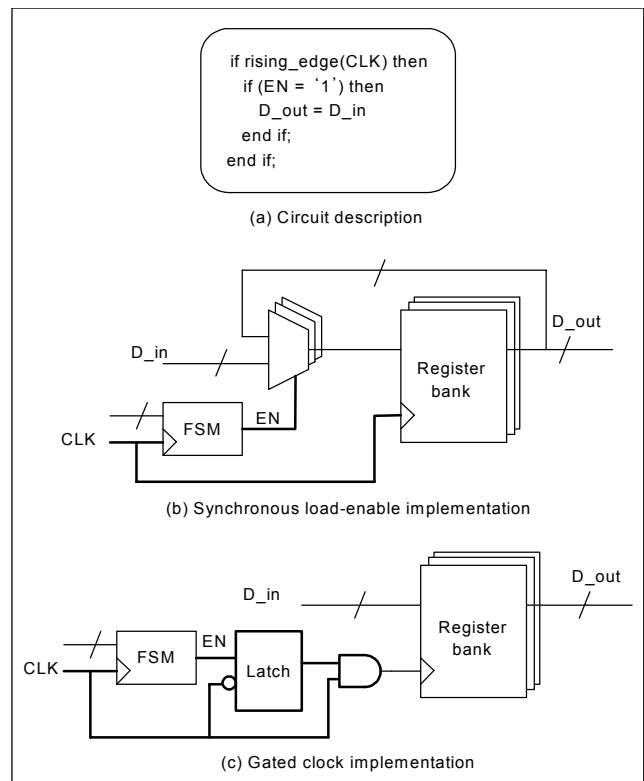 if rising_edge(CLK) then
if (EN = ‘1’) then
D_out = D_in
end if;
end if;
(a) Circuit description
D_in
D_out
Register
bank
FSM
EN
CLK
(b) Synchronous load-enable implementation
D_in
D_out
Register
bank
FSM
EN
Latch
CLK
(c) Gated clock implementation